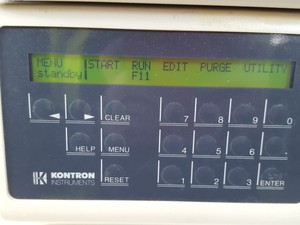 MENU START RUN EDIT PURGE UTILITY
standby F11
CLEAR 7 8 9 0
HELP MENU 4 5 6 .
RESET 1 2 3 ENTER
KONTRON
INSTRUMENTS